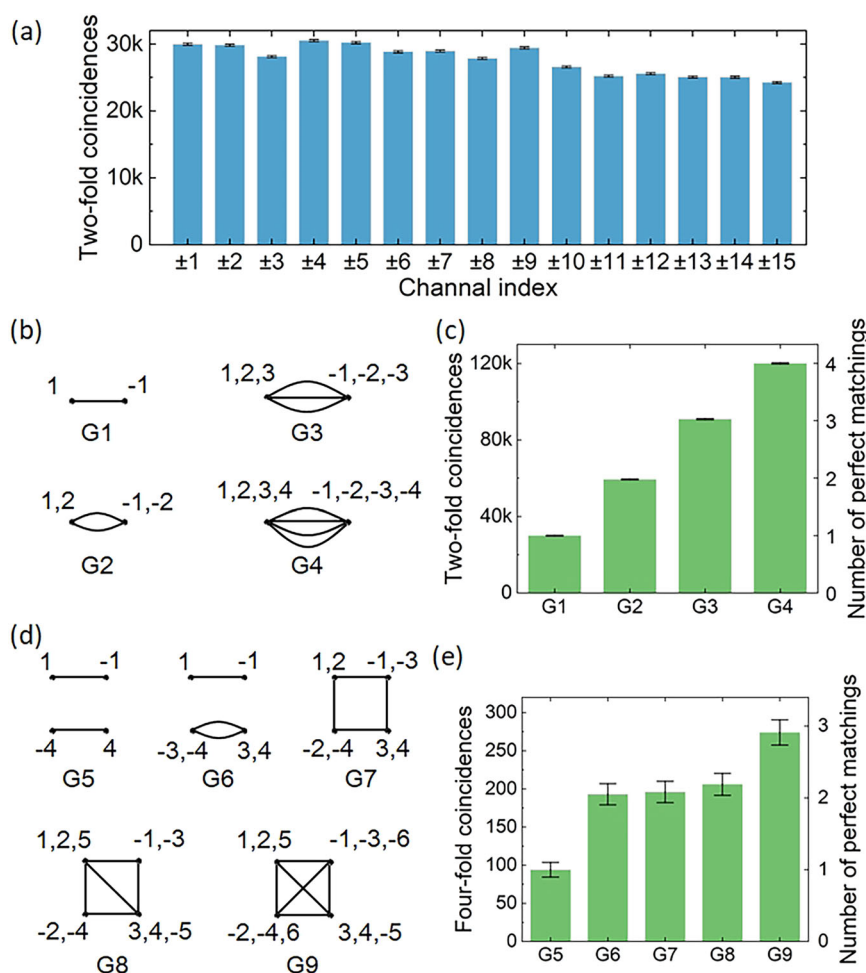 (a)
Two-fold coincidences
30k
20k
10k
0
±1 ±2 ±3 ±4 ±5 ±6 ±7 ±8 ±9 ±10 ±11 ±12 ±13 ±14 ±15
Channal index
(b)
1 -1
G1
1,2,3 -1,-2,-3
G3
1,2 -1,-2
G2
1,2,3,4 -1,-2,-3,-4
G4
(c)
Two-fold coincidences
120k
80k
40k
0
G1 G2 G3 G4
4
3
2
1
0
Number of perfect matchings
(d)
1 -1
-4 4
G5
1 -1
-3,-4 3,4
G6
1,2 -1,-3
-2,-4 3,4
G7
1,2,5 -1,-3
-2,-4 3,4,-5
G8
1,2,5 -1,-3,-6
-2,-4,6 3,4,-5
G9
(e)
Four-fold coincidences
300
250
200
150
100
50
0
G5 G6 G7 G8 G9
3
2
1
0
Number of perfect matchings